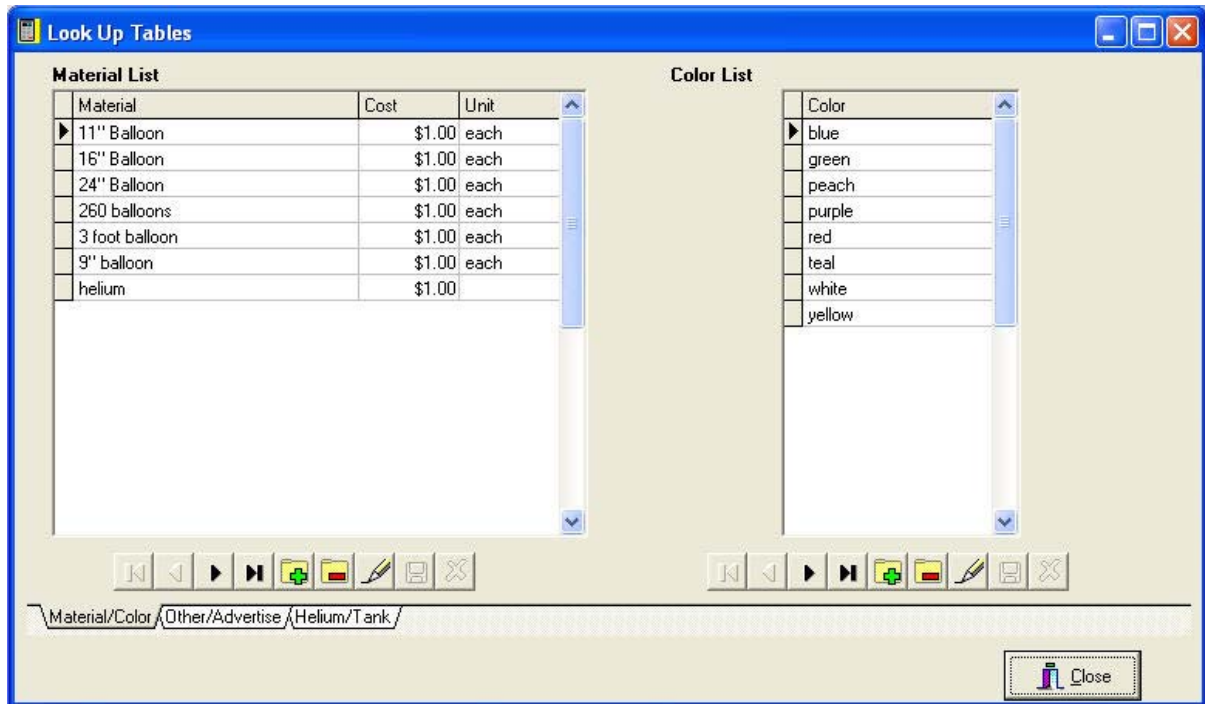 Look Up Tables
Material List
Material Cost Unit
11" Balloon $1.00 each
16" Balloon $1.00 each
24" Balloon $1.00 each
260 balloons $1.00 each
3 foot balloon $1.00 each
9" balloon $1.00 each
helium $1.00
Color List
Color
blue
green
peach
purple
red
teal
white
yellow
Material/Color Other/Advertise Helium/Tank
Close